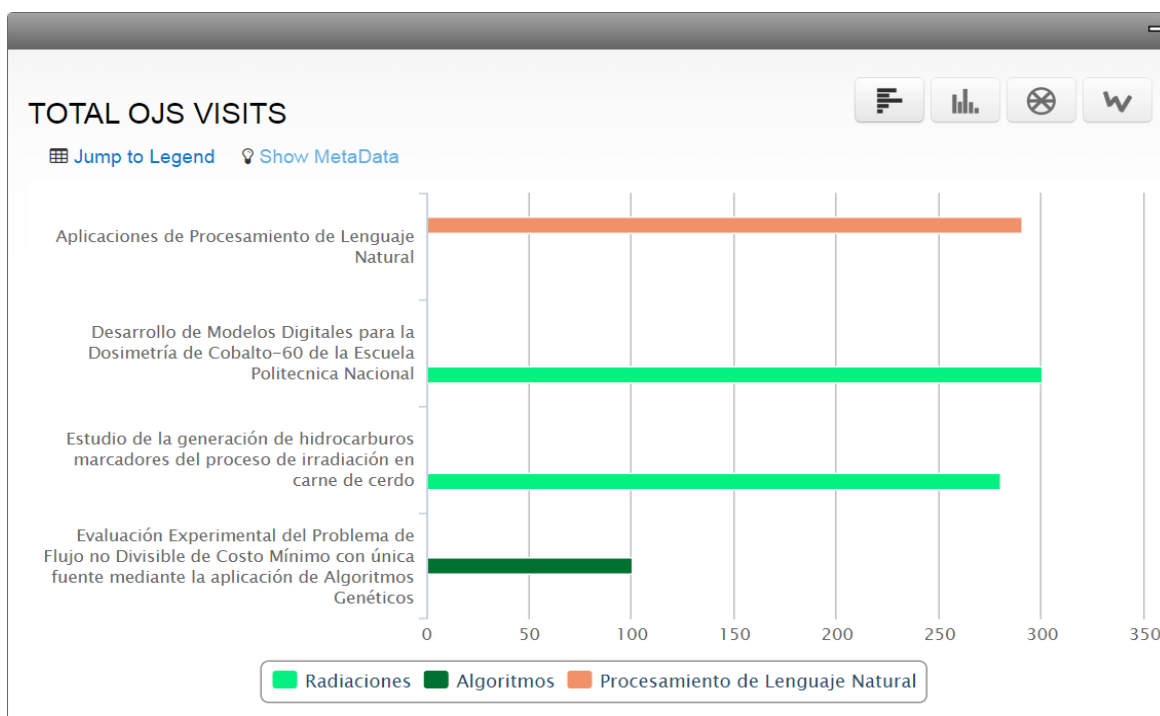 TOTAL OJS VISITS
Jump to Legend Show MetaData
Aplicaciones de Procesamiento de Lenguaje
Natural
Desarrollo de Modelos Digitales para la
Dosimetría de Cobalto-60 de la Escuela
Politecnica Nacional
Estudio de la generación de hidrocarburos
marcadores del proceso de irradiación en
carne de cerdo
Evaluación Experimental del Problema de
Flujo no Divisible de Costo Mínimo con única
fuente mediante la aplicación de Algoritmos
Genéticos
0 50 100 150 200 250 300 350
Radiaciones Algoritmos Procesamiento de Lenguaje Natural